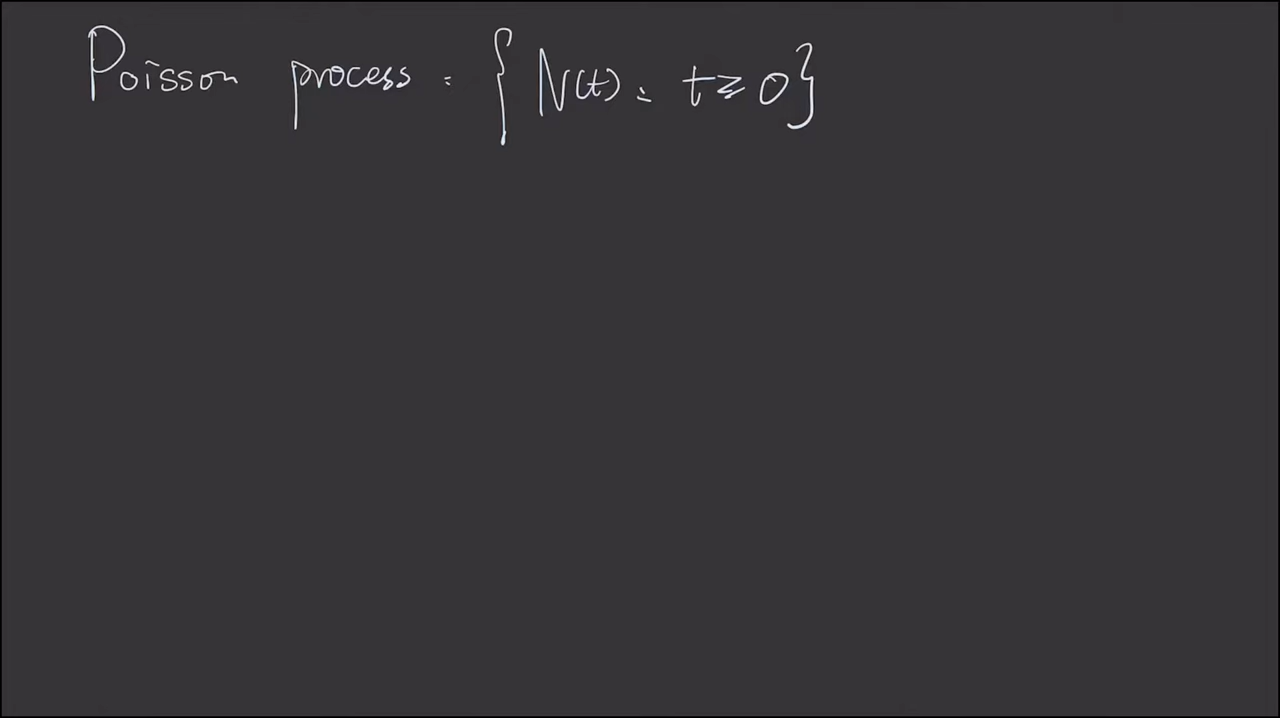 Poisson process : { N(t) : t ≥ 0 }